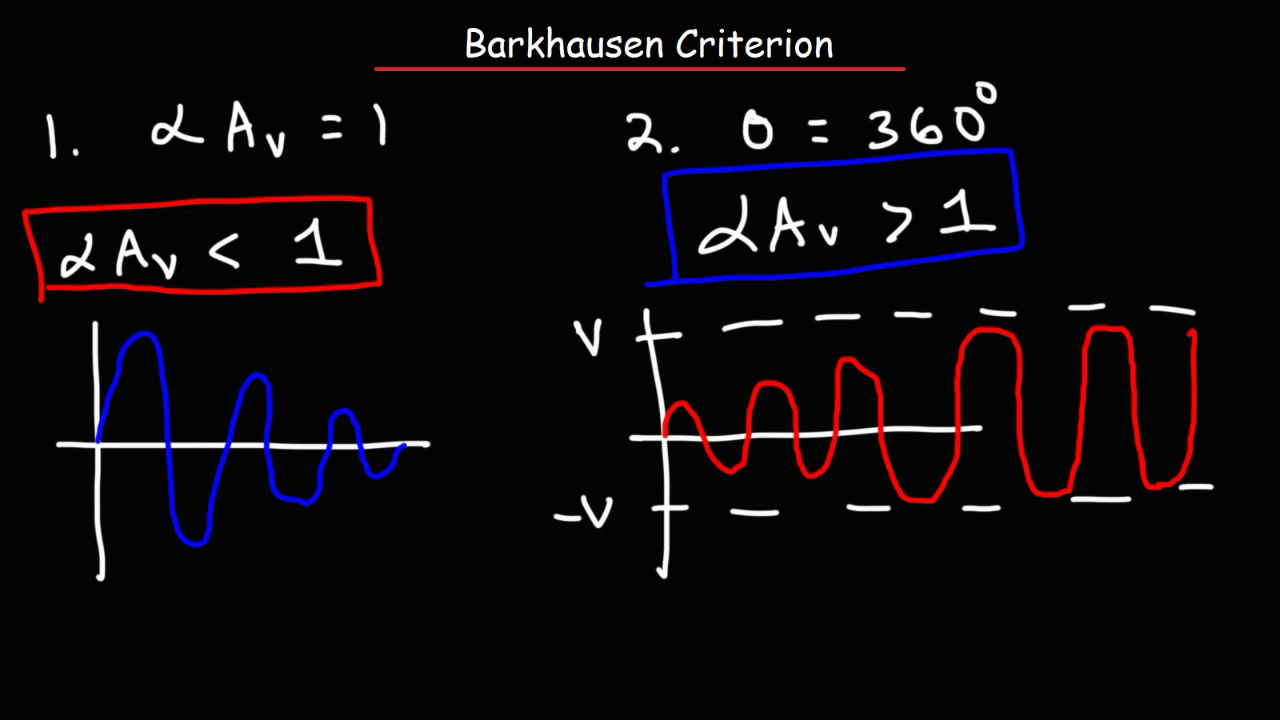 Barkhausen Criterion
1. αAᵥ = 1
2. θ = 360°
αAᵥ < 1
αAᵥ > 1
V
-V